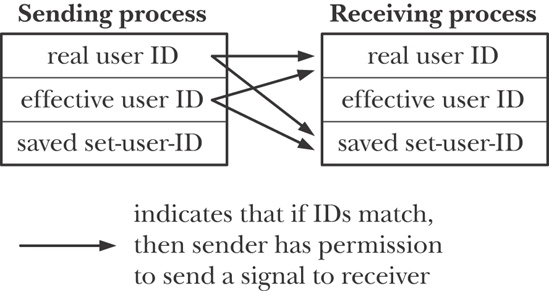 Sending process
Receiving process
real user ID
real user ID
effective user ID
effective user ID
saved set-user-ID
saved set-user-ID
indicates that if IDs match,
then sender has permission
to send a signal to receiver